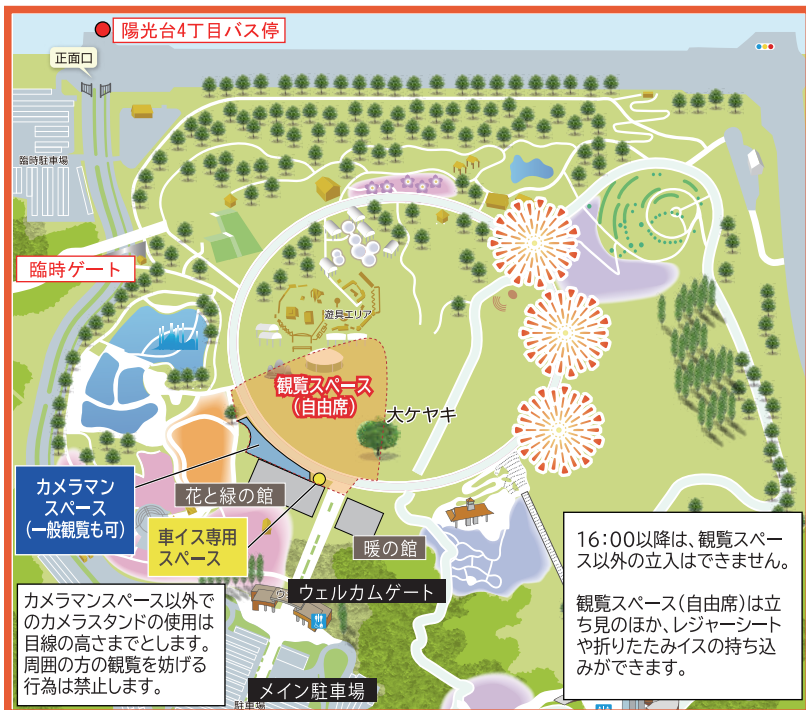 陽光台4丁目バス停
正面口
臨時駐車場
臨時ゲート
遊具エリア
観覧スペース
(自由席)
大ケヤキ
カメラマン
スペース
(一般観覧も可)
花と緑の館
車イス専用
スペース
暖の館
ウェルカムゲート
メイン駐車場
駐車場
カメラマンスペース以外で
のカメラスタンドの使用は
目線の高さまでとします。
周囲の方の観覧を妨げる
行為は禁止します。
16:00以降は、観覧スペー
ス以外の立入はできません。
観覧スペース(自由席)は立
ち見のほか、レジャーシート
や折りたたみイスの持ち込
みができます。